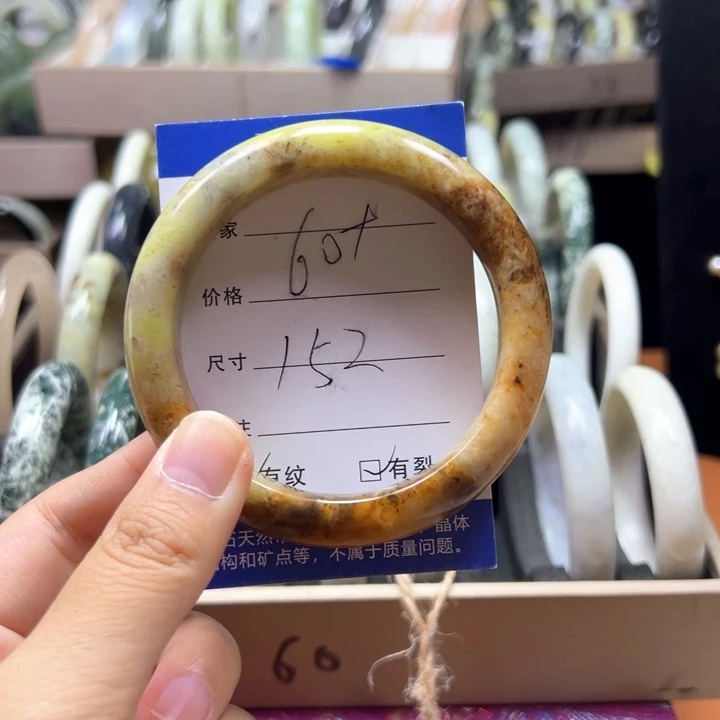 家 60+
价格
尺寸 152
有纹 有裂
晶体
构和矿点等，不属于质量问题。
60